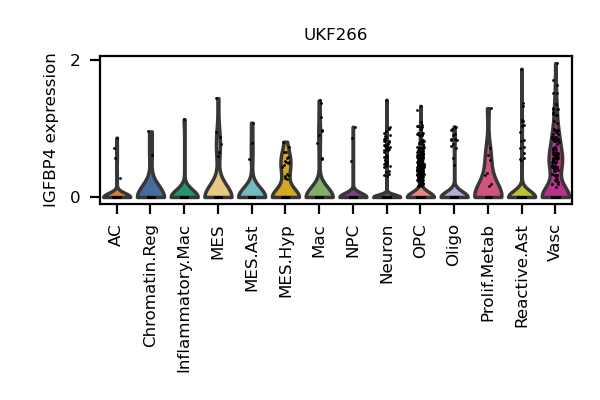 UKF266
IGFBP4 expression
2
0
AC
Chromatin.Reg
Inflammatory.Mac
MES
MES.Ast
MES.Hyp
Mac
NPC
Neuron
OPC
Oligo
Prolif.Metab
Reactive.Ast
Vasc